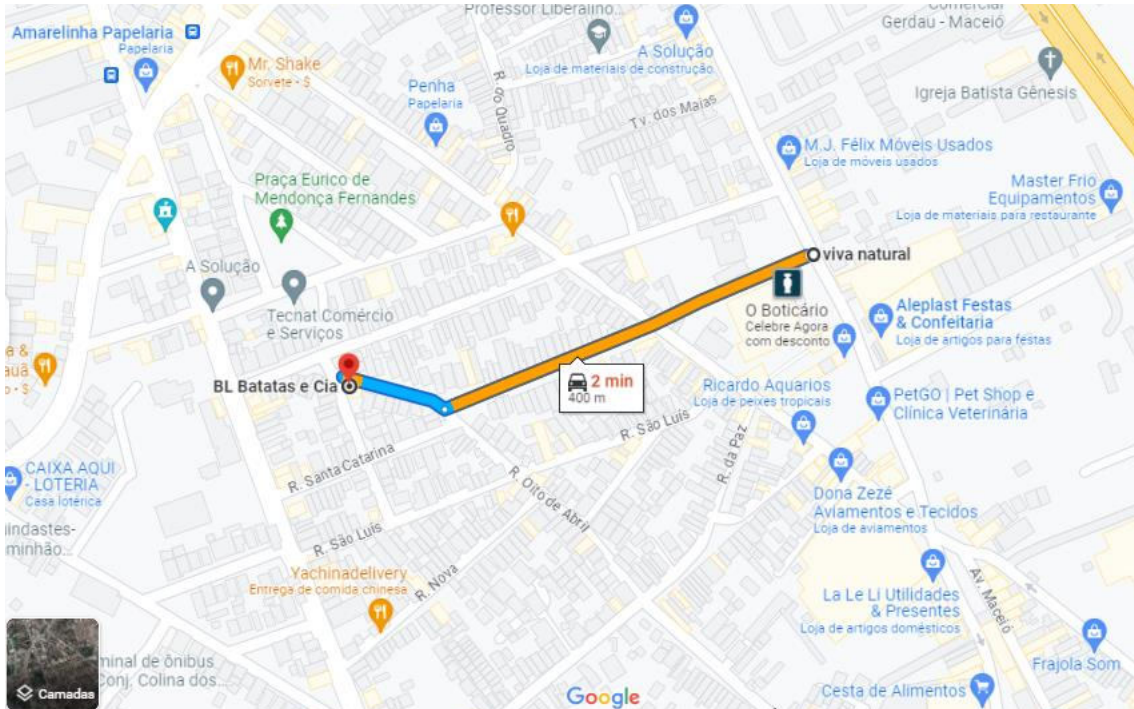 Professor Liberalino...
Gerdau - Maceió
Amarelinha Papelaria
Papelaria
Mr. Shake
Sorvete - $
A Solução
Loja de materiais de construção
Igreja Batista Gênesis
R. do Quadro
Penha
Papelaria
Tv. dos Maias
M.J. Félix Móveis Usados
Loja de móveis usados
Praça Eurico de
Mendonça Fernandes
Master Frio
Equipamentos
Loja de materiais para restaurante
viva natural
A Solução
Tecnat Comércio
e Serviços
O Boticário
Celebre Agora
com desconto
Aleplast Festas
& Confeitaria
Loja de artigos para festas
BL Batatas e Cia
2 min
400 m
Ricardo Aquarios
Loja de peixes tropicais
PetGO | Pet Shop e
Clínica Veterinária
R. São Luís
R. da Paz
R. Santa Catarina
R. Oito de Abril
CAIXA AQUI
- LOTERIA
Casa lotérica
Dona Zezé
Aviamentos e Tecidos
Loja de aviamentos
R. São Luís
Yachinadelivery
Entrega de comida chinesa
R. Nova
Av. Maceió
La Le Li Utilidades
& Presentes
Loja de artigos domésticos
Frajola Som
Camadas
Conj. Colina dos...
Google
Cesta de Alimentos